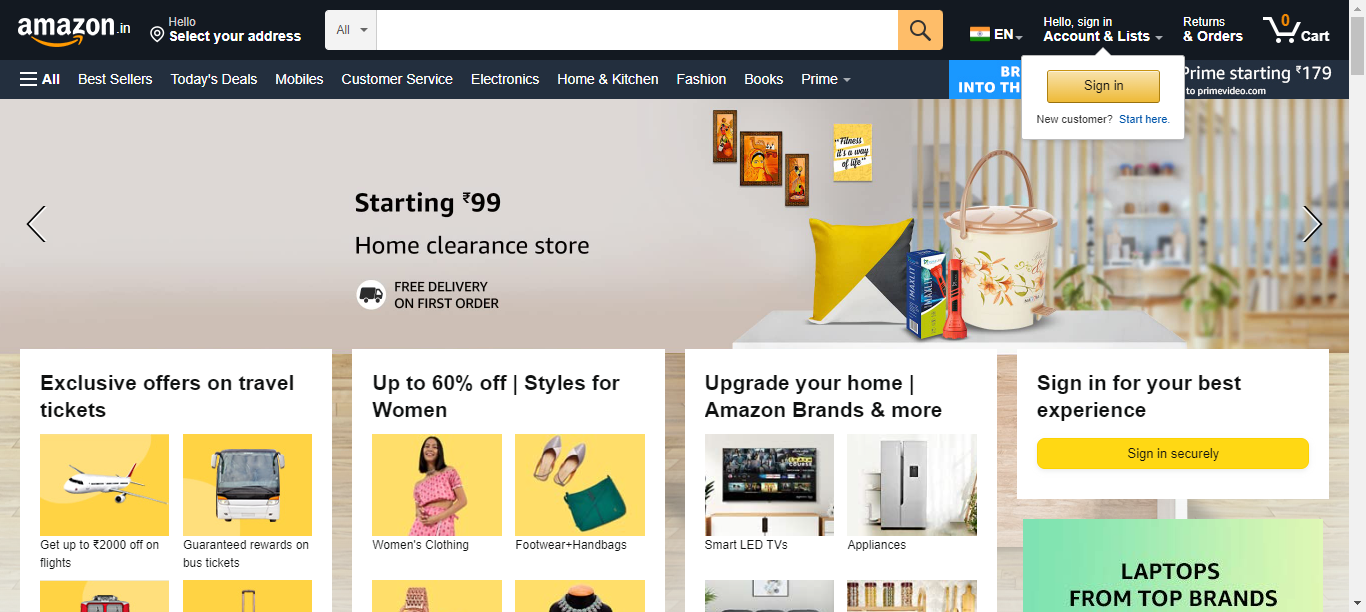 amazon.in
Hello
Select your address
All
EN
Hello, sign in
Account & Lists
Returns
& Orders
0
Cart
All
Best Sellers
Today's Deals
Mobiles
Customer Service
Electronics
Home & Kitchen
Fashion
Books
Prime
BR
INTO TH
Prime starting ₹179
to primevideo.com
Sign in
New customer? Start here.
"Fitness
it's a way
of life"
Starting ₹99
Home clearance store
FREE DELIVERY
ON FIRST ORDER
MAXLIT
MAXLIT
Exclusive offers on travel
tickets
Get up to ₹2000 off on
flights
Guaranteed rewards on
bus tickets
Up to 60% off | Styles for
Women
Women's Clothing
Footwear+Handbags
Upgrade your home |
Amazon Brands & more
Smart LED TVs
Appliances
Sign in for your best
experience
Sign in securely
LAPTOPS
FROM TOP BRANDS